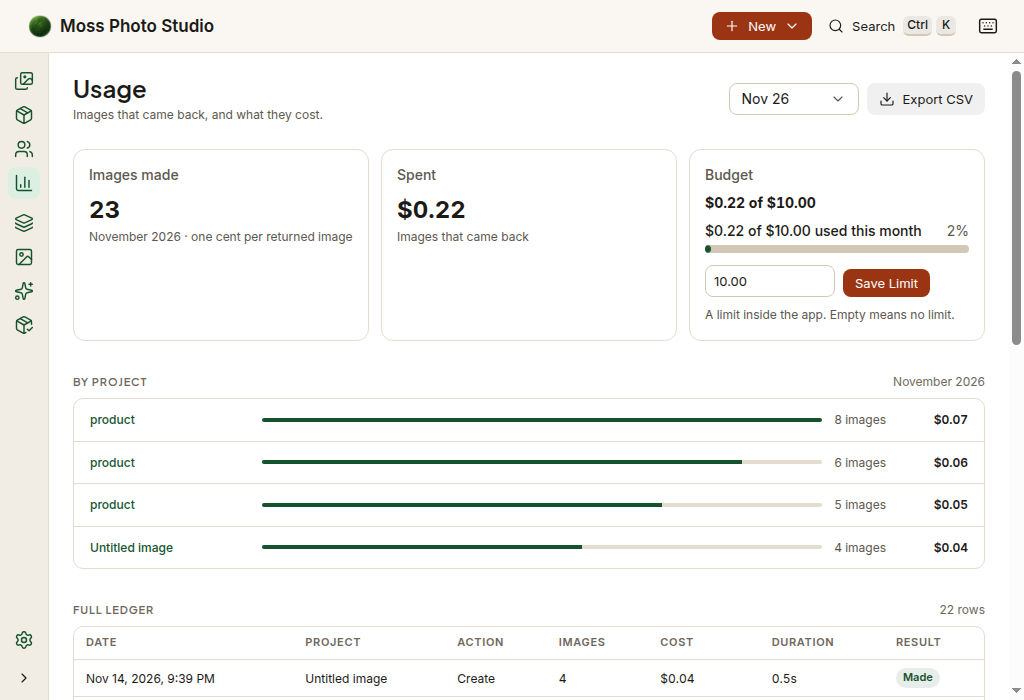 Moss Photo Studio
New
Search Ctrl K
Usage
Images that came back, and what they cost.
Nov 26
Export CSV
Images made
23
November 2026 · one cent per returned image
Spent
$0.22
Images that came back
Budget
$0.22 of $10.00
$0.22 of $10.00 used this month 2%
10.00
Save Limit
A limit inside the app. Empty means no limit.
BY PROJECT November 2026
product 8 images $0.07
product 6 images $0.06
product 5 images $0.05
Untitled image 4 images $0.04
FULL LEDGER 22 rows
DATE PROJECT ACTION IMAGES COST DURATION RESULT
Nov 14, 2026, 9:39 PM Untitled image Create 4 $0.04 0.5s Made